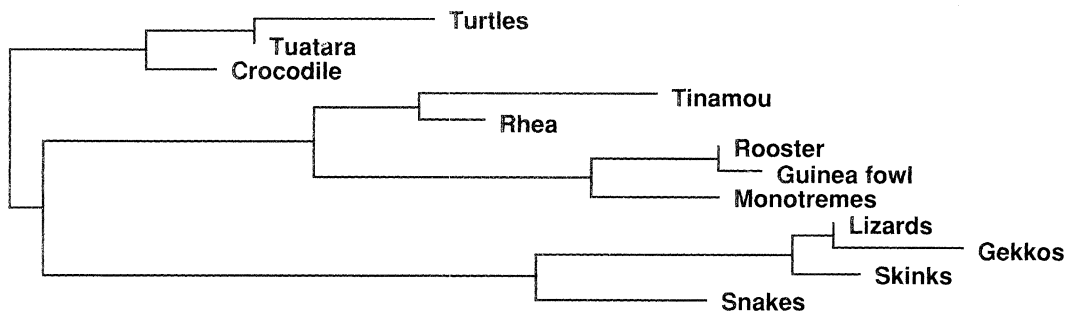 Turtles
Tuatara
Crocodile
Tinamou
Rhea
Rooster
Guinea fowl
Monotremes
Lizards
Gekkos
Skinks
Snakes